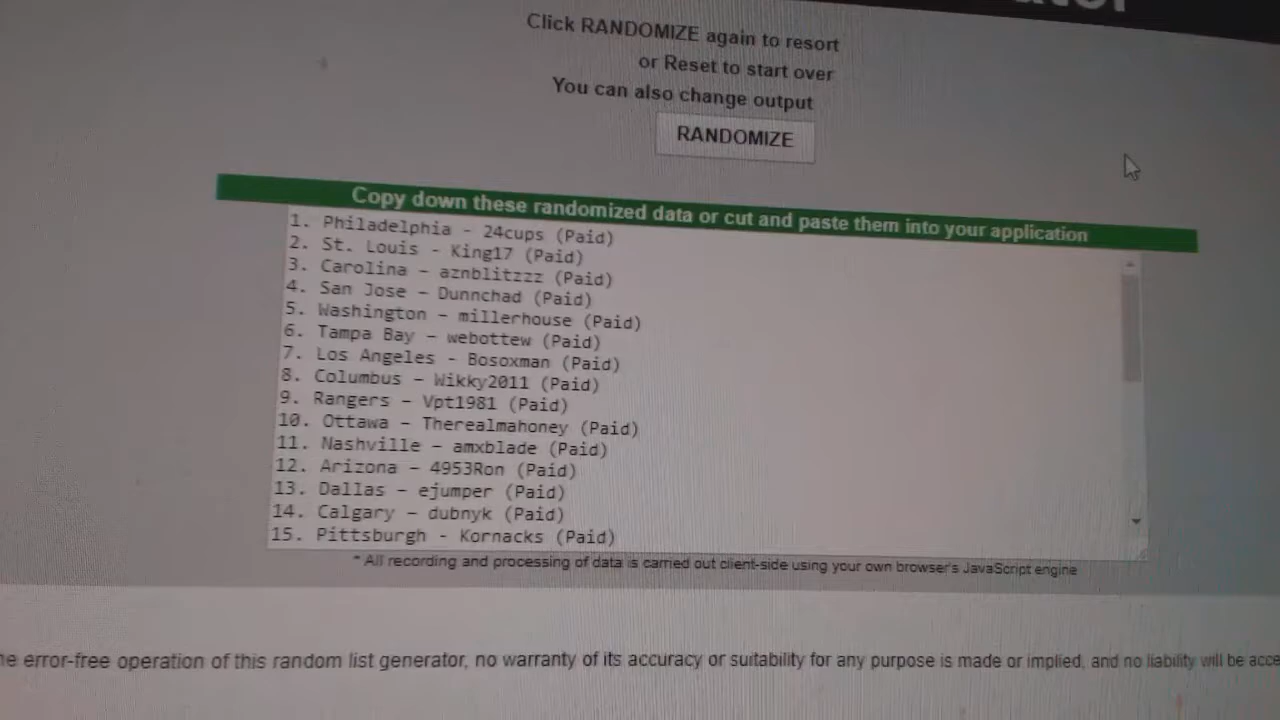 Click RANDOMIZE again to resort
or Reset to start over
You can also change output
RANDOMIZE
Copy down these randomized data or cut and paste them into your application
1. Philadelphia - 24cups (Paid)
2. St. Louis - King17 (Paid)
3. Carolina - aznblitzzz (Paid)
4. San Jose - Dunnchad (Paid)
5. Washington - millerhouse (Paid)
6. Tampa Bay - webottew (Paid)
7. Los Angeles - Bosoxman (Paid)
8. Columbus - Wikky2011 (Paid)
9. Rangers - Vpt1981 (Paid)
10. Ottawa - Therealmahoney (Paid)
11. Nashville - amxblade (Paid)
12. Arizona - 4953Ron (Paid)
13. Dallas - ejumper (Paid)
14. Calgary - dubnyk (Paid)
15. Pittsburgh - Kornacks (Paid)
* All recording and processing of data is carried out client-side using your own browser's JavaScript engine
error-free operation of this random list generator, no warranty of its accuracy or suitability for any purpose is made or implied, and no liability will be